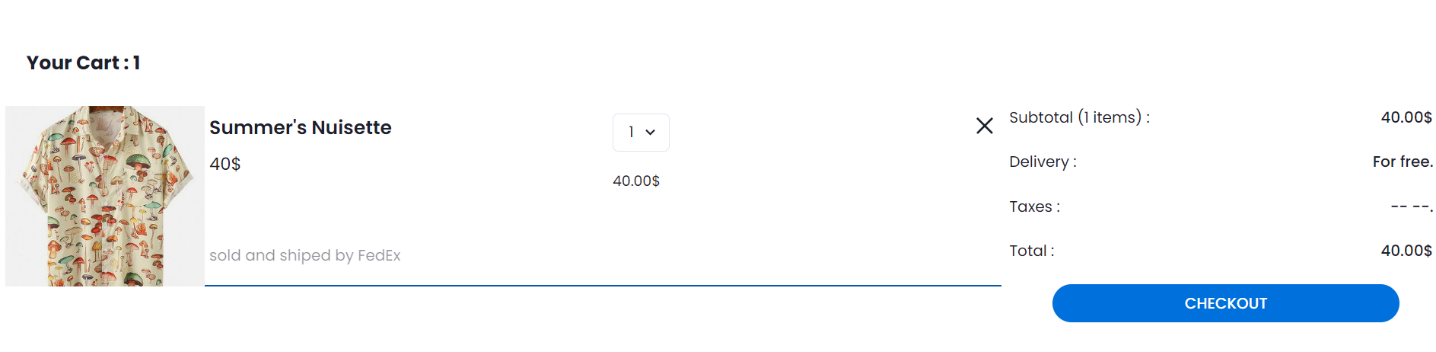 Your Cart : 1
Summer's Nuisette
40$
sold and shiped by FedEx
1
40.00$
Subtotal (1 items) : 40.00$
Delivery : For free.
Taxes : -- --.
Total : 40.00$
CHECKOUT